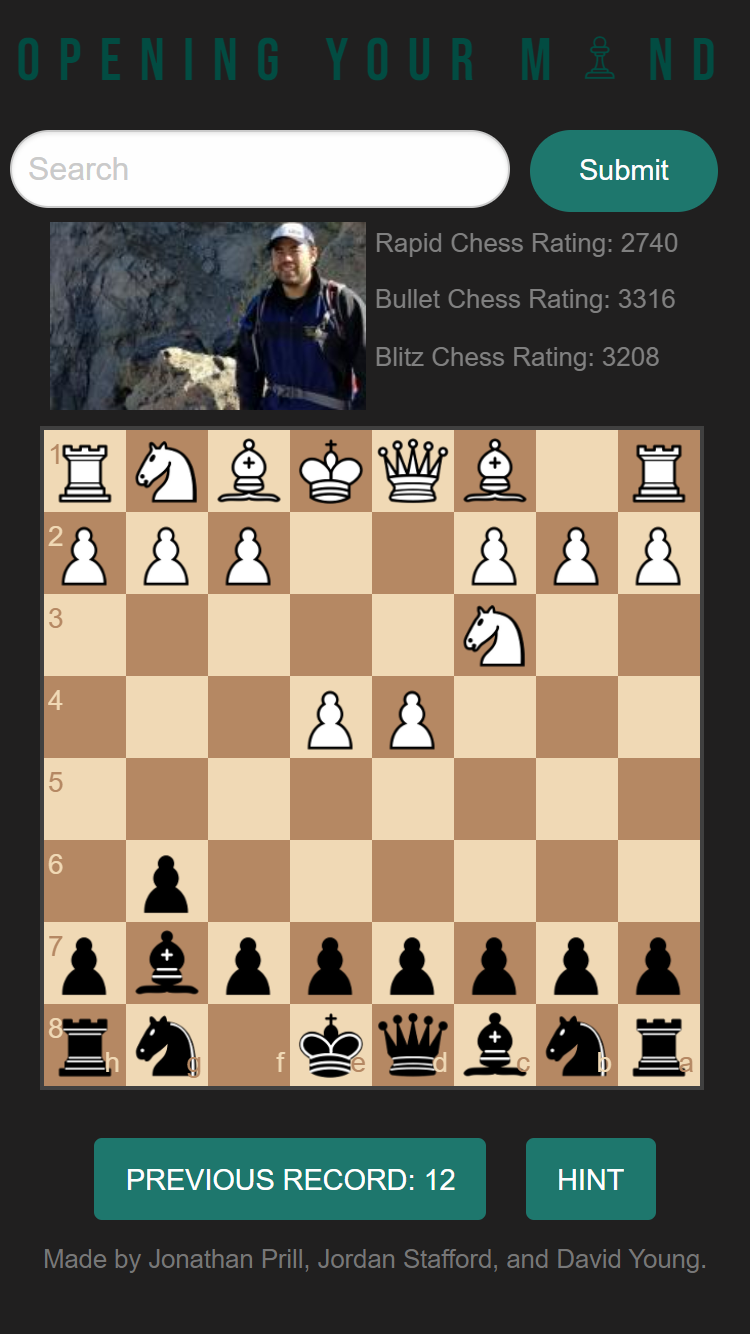 OPENING YOUR M ND
Search
Submit
Rapid Chess Rating: 2740
Bullet Chess Rating: 3316
Blitz Chess Rating: 3208
1
2
3
4
5
6
7
8
h g f e d c b a
PREVIOUS RECORD: 12
HINT
Made by Jonathan Prill, Jordan Stafford, and David Young.